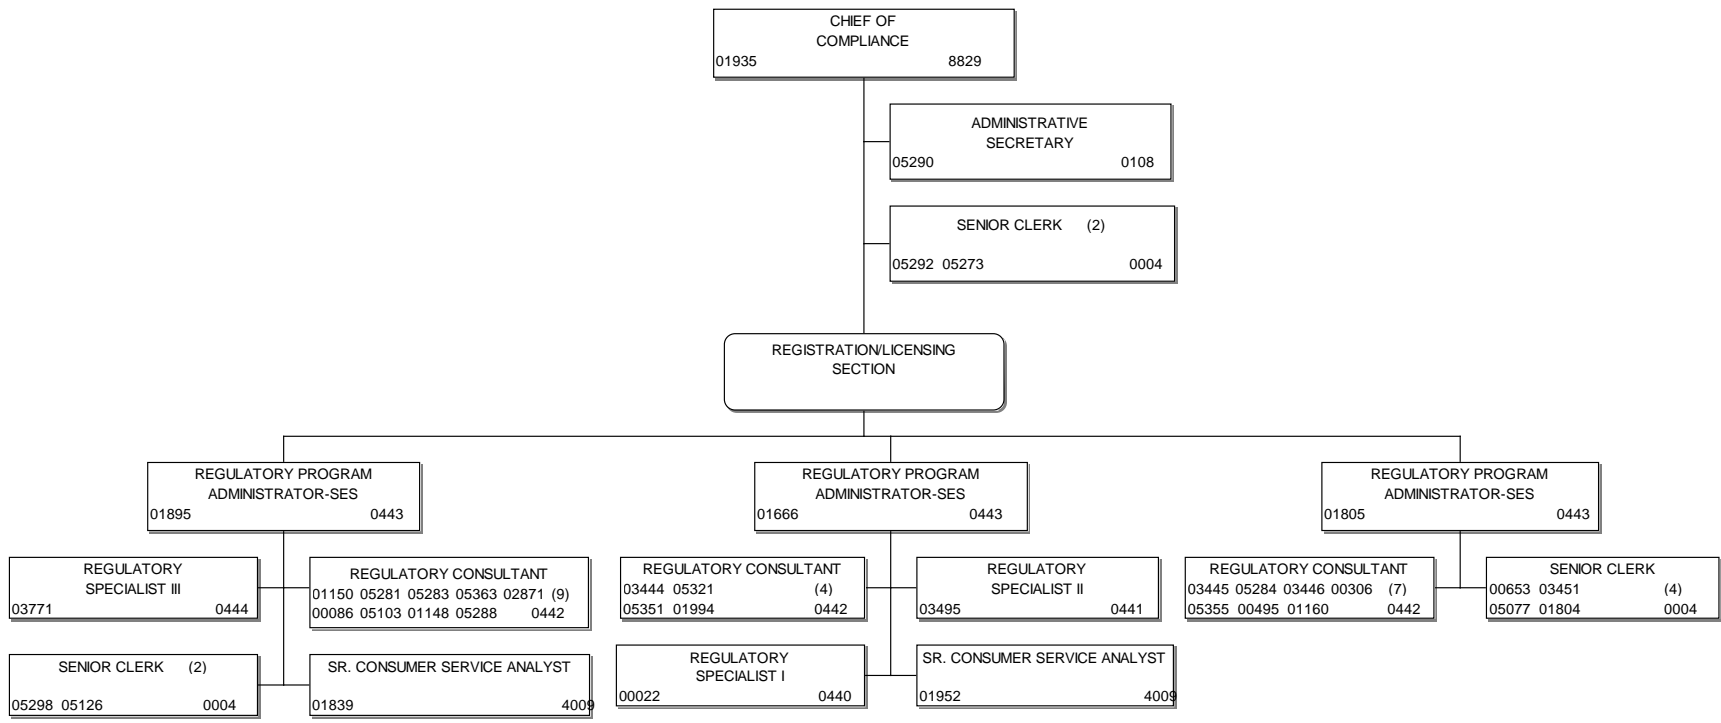 CHIEF OF
COMPLIANCE
01935 8829
ADMINISTRATIVE
SECRETARY
05290 0108
SENIOR CLERK (2)
05292 05273 0004
REGISTRATION/LICENSING
SECTION
REGULATORY PROGRAM
ADMINISTRATOR-SES
01895 0443
REGULATORY PROGRAM
ADMINISTRATOR-SES
01666 0443
REGULATORY PROGRAM
ADMINISTRATOR-SES
01805 0443
REGULATORY
SPECIALIST III
03771 0444
REGULATORY CONSULTANT
01150 05281 05283 05363 02871 (9)
00086 05103 01148 05288 0442
REGULATORY CONSULTANT
03444 05321 (4)
05351 01994 0442
REGULATORY
SPECIALIST II
03495 0441
REGULATORY CONSULTANT
03445 05284 03446 00306 (7)
05355 00495 01160 0442
SENIOR CLERK
00653 03451 (4)
05077 01804 0004
SENIOR CLERK (2)
05298 05126 0004
SR. CONSUMER SERVICE ANALYST
01839 4009
REGULATORY
SPECIALIST I
00022 0440
SR. CONSUMER SERVICE ANALYST
01952 4009